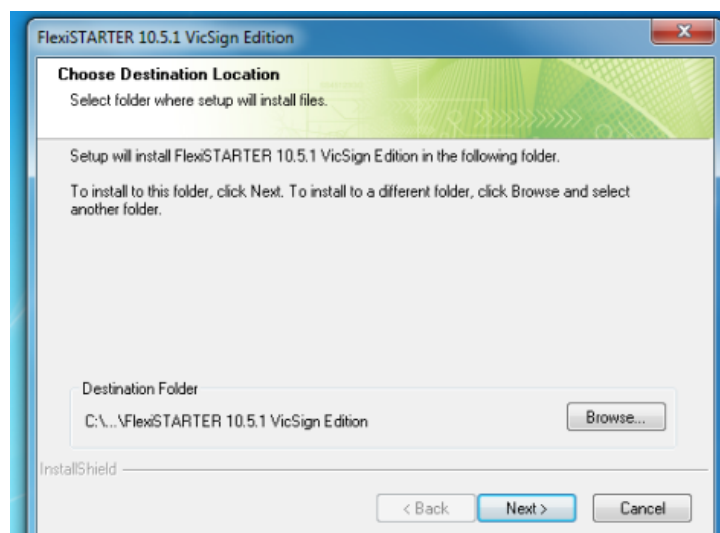 FlexiSTARTER 10.5.1 VicSign Edition
Choose Destination Location
Select folder where setup will install files.
Setup will install FlexiSTARTER 10.5.1 VicSign Edition in the following folder.
To install to this folder, click Next. To install to a different folder, click Browse and select
another folder.
Destination Folder
C:\...\FlexiSTARTER 10.5.1 VicSign Edition
Browse...
InstallShield
< Back
Next >
Cancel